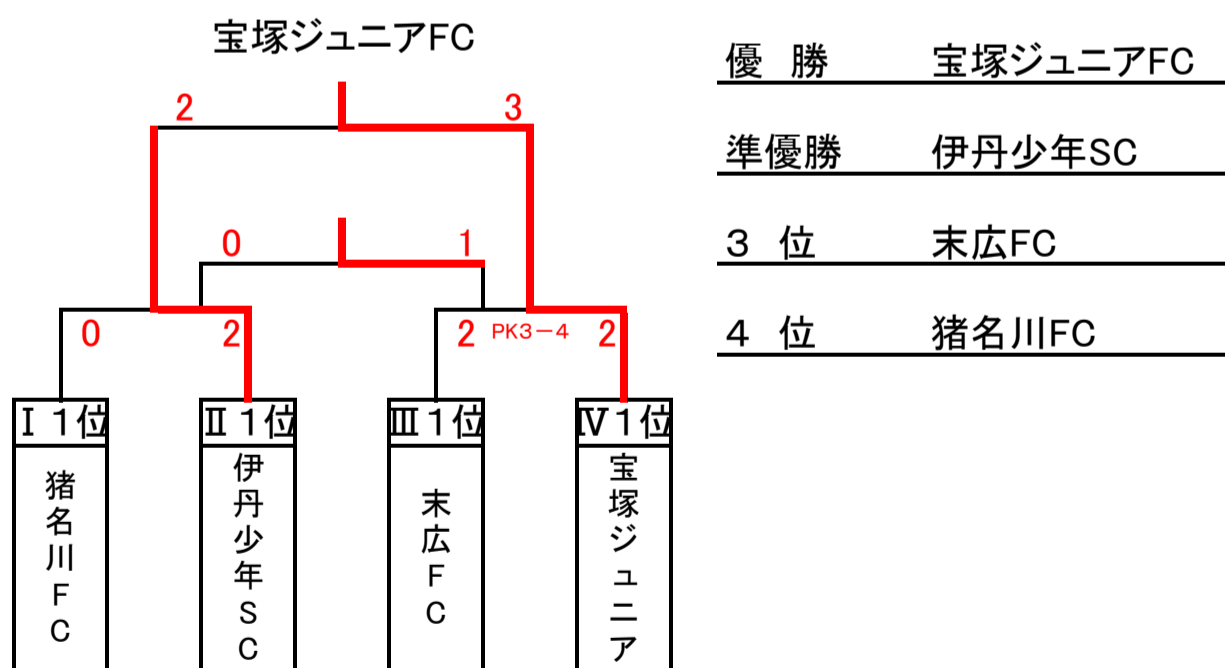 宝塚ジュニアFC
2 3
0 1
0 2 2 PK3－4 2
Ⅰ１位 Ⅱ１位 Ⅲ１位 Ⅳ１位
猪名川FC
伊丹少年SC
末広FC
宝塚ジュニア
優　勝 宝塚ジュニアFC
準優勝 伊丹少年SC
３　位 末広FC
４　位 猪名川FC